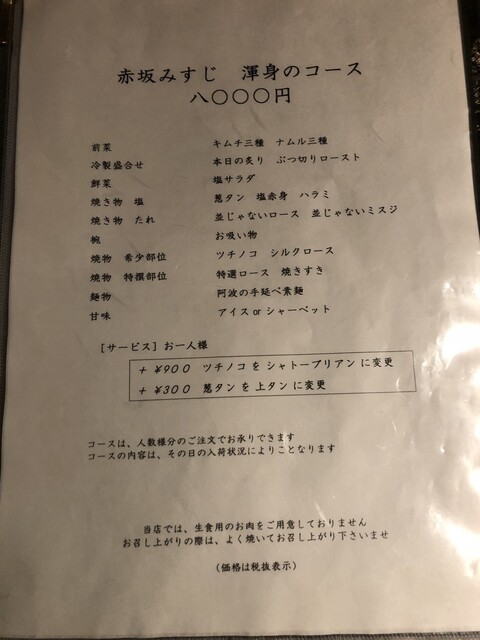 赤坂みすじ　渾身のコース
八〇〇〇円
前菜　キムチ三種　ナムル三種
冷製盛合せ　本日の炙り　ぶつ切りロースト
鮮菜　塩サラダ
焼き物　塩　葱タン　塩赤身　ハラミ
焼き物　たれ　並じゃないロース　並じゃないミスジ
椀　お吸い物
焼物　希少部位　ツチノコ　シルクロース
焼物　特撰部位　特選ロース　焼きすき
麺物　阿波の手延べ素麺
甘味　アイスorシャーベット
［サービス］お一人様
＋ ¥900　ツチノコ を シャトーブリアン に変更
＋ ¥300　葱タン を 上タン に変更
コースは、人数様分のご注文でお承りできます
コースの内容は、その日の入荷状況によりことなります
当店では、生食用のお肉をご用意しておりません
お召し上がりの際は、よく焼いてお召し上がり下さいませ
（価格は税抜表示）